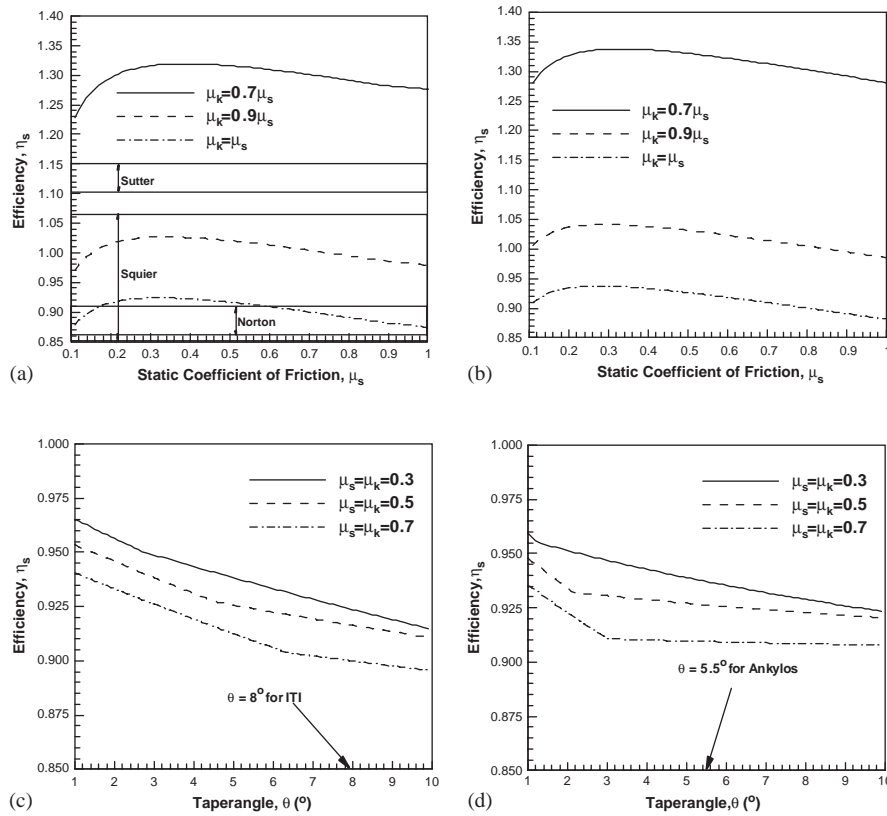 1.40
1.35
1.30
1.25
1.20
1.15
1.10
1.05
1.00
0.95
0.90
0.85
Efficiency, ηs
μk=0.7μs
μk=0.9μs
μk=μs
Sutter
Squier
Norton
0.1 0.2 0.3 0.4 0.5 0.6 0.7 0.8 0.9 1
(a) Static Coefficient of Friction, μs
1.40
1.35
1.30
1.25
1.20
1.15
1.10
1.05
1.00
0.95
0.90
0.85
Efficiency, ηs
μk=0.7μs
μk=0.9μs
μk=μs
0.1 0.2 0.3 0.4 0.5 0.6 0.7 0.8 0.9 1
(b) Static Coefficient of Friction, μs
1.000
0.975
0.950
0.925
0.900
0.875
0.850
Efficiency, ηs
μs=μk=0.3
μs=μk=0.5
μs=μk=0.7
θ = 8o for ITI
1 2 3 4 5 6 7 8 9 10
(c) Taperangle, θ (o)
1.000
0.975
0.950
0.925
0.900
0.875
0.850
Efficiency, ηs
μs=μk=0.3
μs=μk=0.5
μs=μk=0.7
θ = 5.5o for Ankylos
1 2 3 4 5 6 7 8 9 10
(d) Taperangle,θ (o)